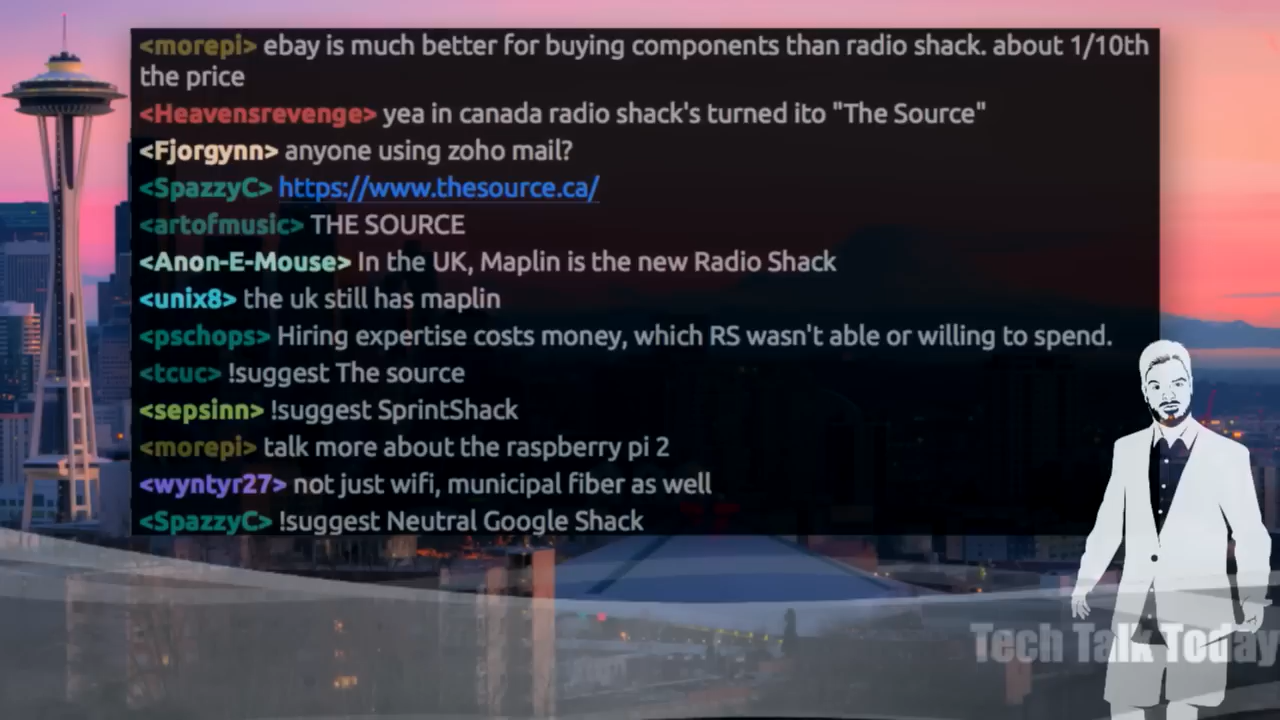 <morepi> ebay is much better for buying components than radio shack. about 1/10th
the price
<Heavensrevenge> yea in canada radio shack's turned ito "The Source"
<Fjorgynn> anyone using zoho mail?
<SpazzyC> https://www.thesource.ca/
<artofmusic> THE SOURCE
<Anon-E-Mouse> In the UK, Maplin is the new Radio Shack
<unix8> the uk still has maplin
<pschops> Hiring expertise costs money, which RS wasn't able or willing to spend.
<tcuc> !suggest The source
<sepsinn> !suggest SprintShack
<morepi> talk more about the raspberry pi 2
<wyntyr27> not just wifi, municipal fiber as well
<SpazzyC> !suggest Neutral Google Shack
Tech Talk Today